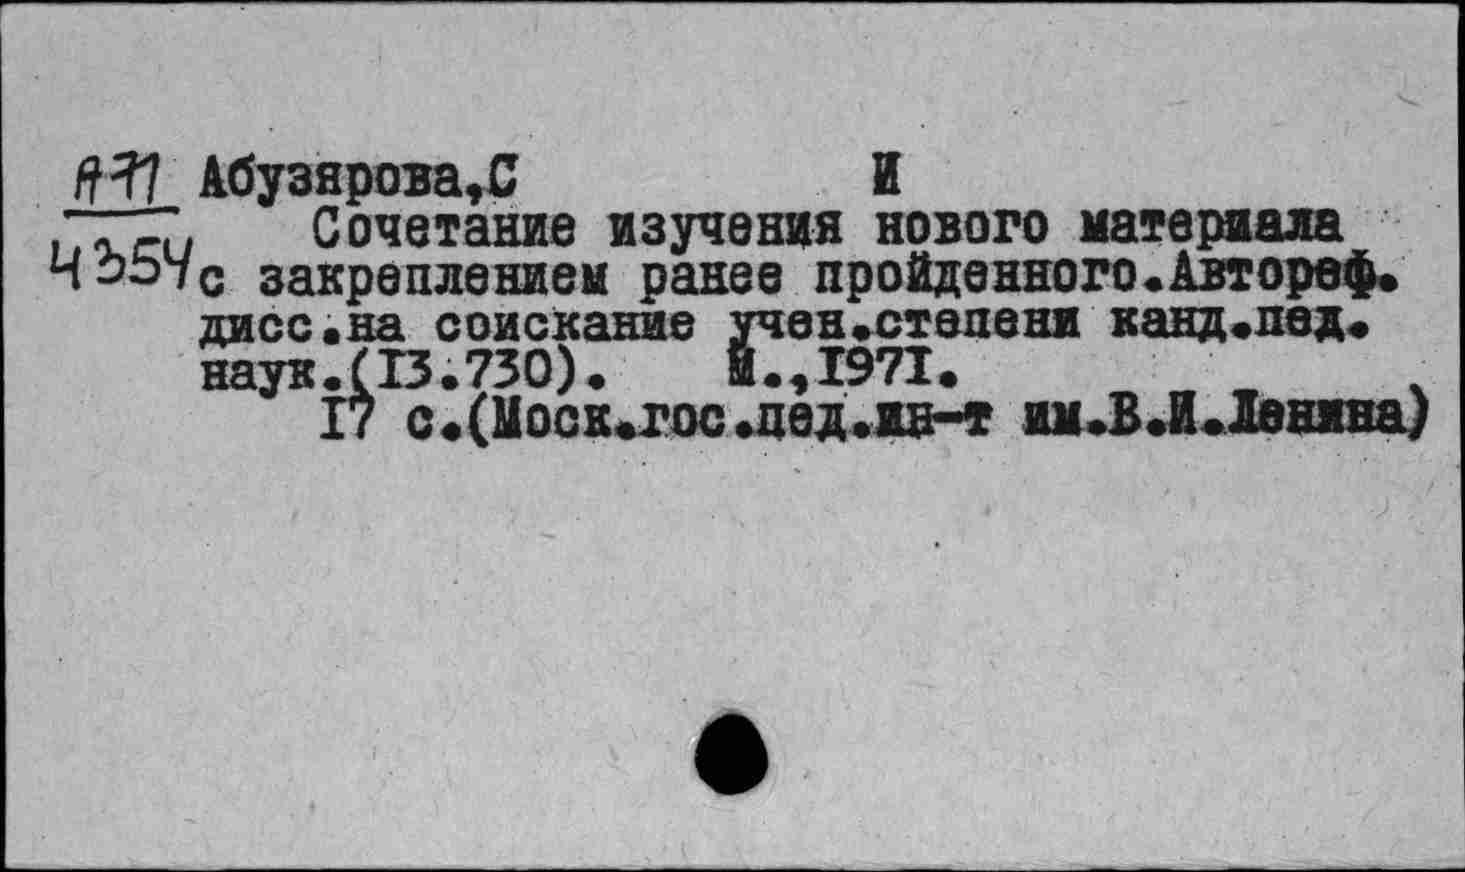 А-71 Абузярова,С И
Сочетание изучения нового материала
4354 с закреплением ранее пройденного.Автореф.
дисс.на соискание учен.степени канд.пед.
наук.(13.730). М.,1971.
17 с.(Моск.гос.пед.ин-т им.В.И.Ленина)